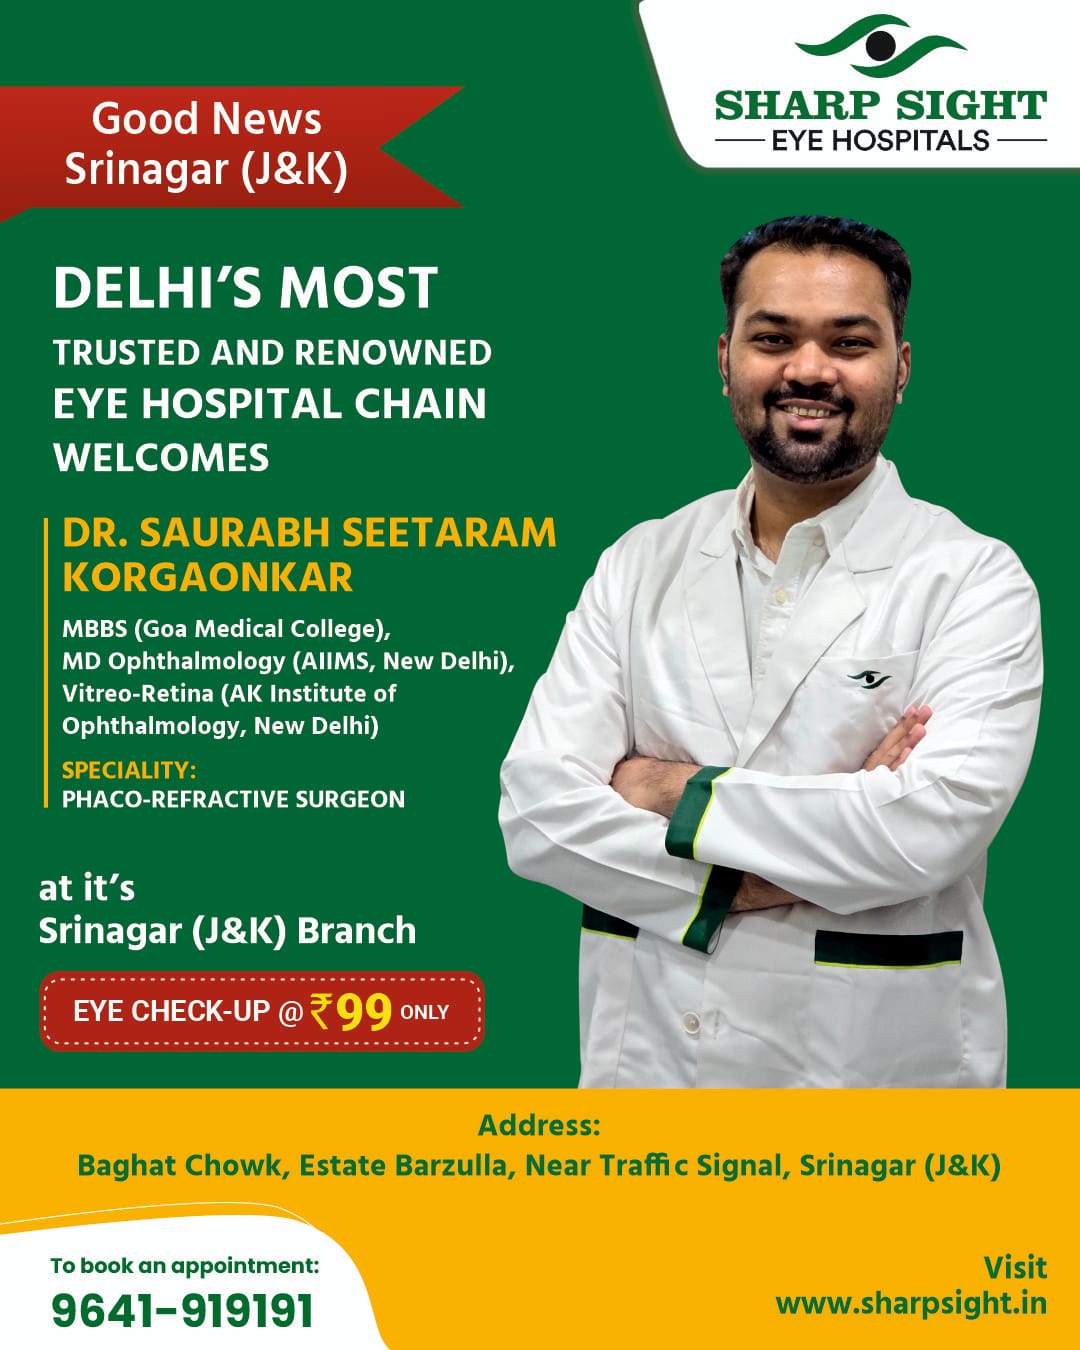 SHARP SIGHT
EYE HOSPITALS
Good News
Srinagar (J&K)
DELHI'S MOST
TRUSTED AND RENOWNED
EYE HOSPITAL CHAIN
WELCOMES
DR. SAURABH SEETARAM
KORGAONKAR
MBBS (Goa Medical College),
MD Ophthalmology (AIIMS, New Delhi),
Vitreo-Retina (AK Institute of
Ophthalmology, New Delhi)
SPECIALITY:
PHACO-REFRACTIVE SURGEON
at it's
Srinagar (J&K) Branch
EYE CHECK-UP @ ₹99 ONLY
Address:
Baghat Chowk, Estate Barzulla, Near Traffic Signal, Srinagar (J&K)
To book an appointment:
9641-919191
Visit
www.sharpsight.in